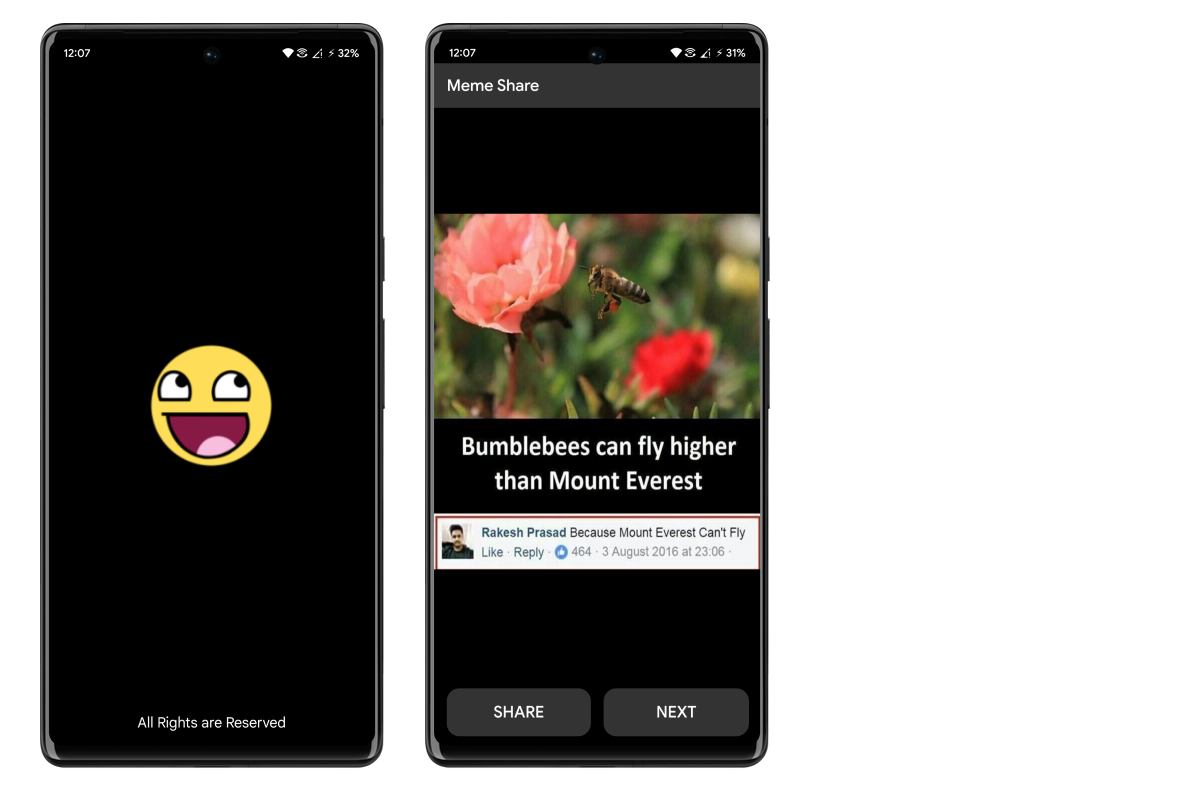 12:07
32%
All Rights are Reserved
12:07
31%
Meme Share
Bumblebees can fly higher
than Mount Everest
Rakesh Prasad Because Mount Everest Can't Fly
Like · Reply · 464 · 3 August 2016 at 23:06 ·
SHARE
NEXT